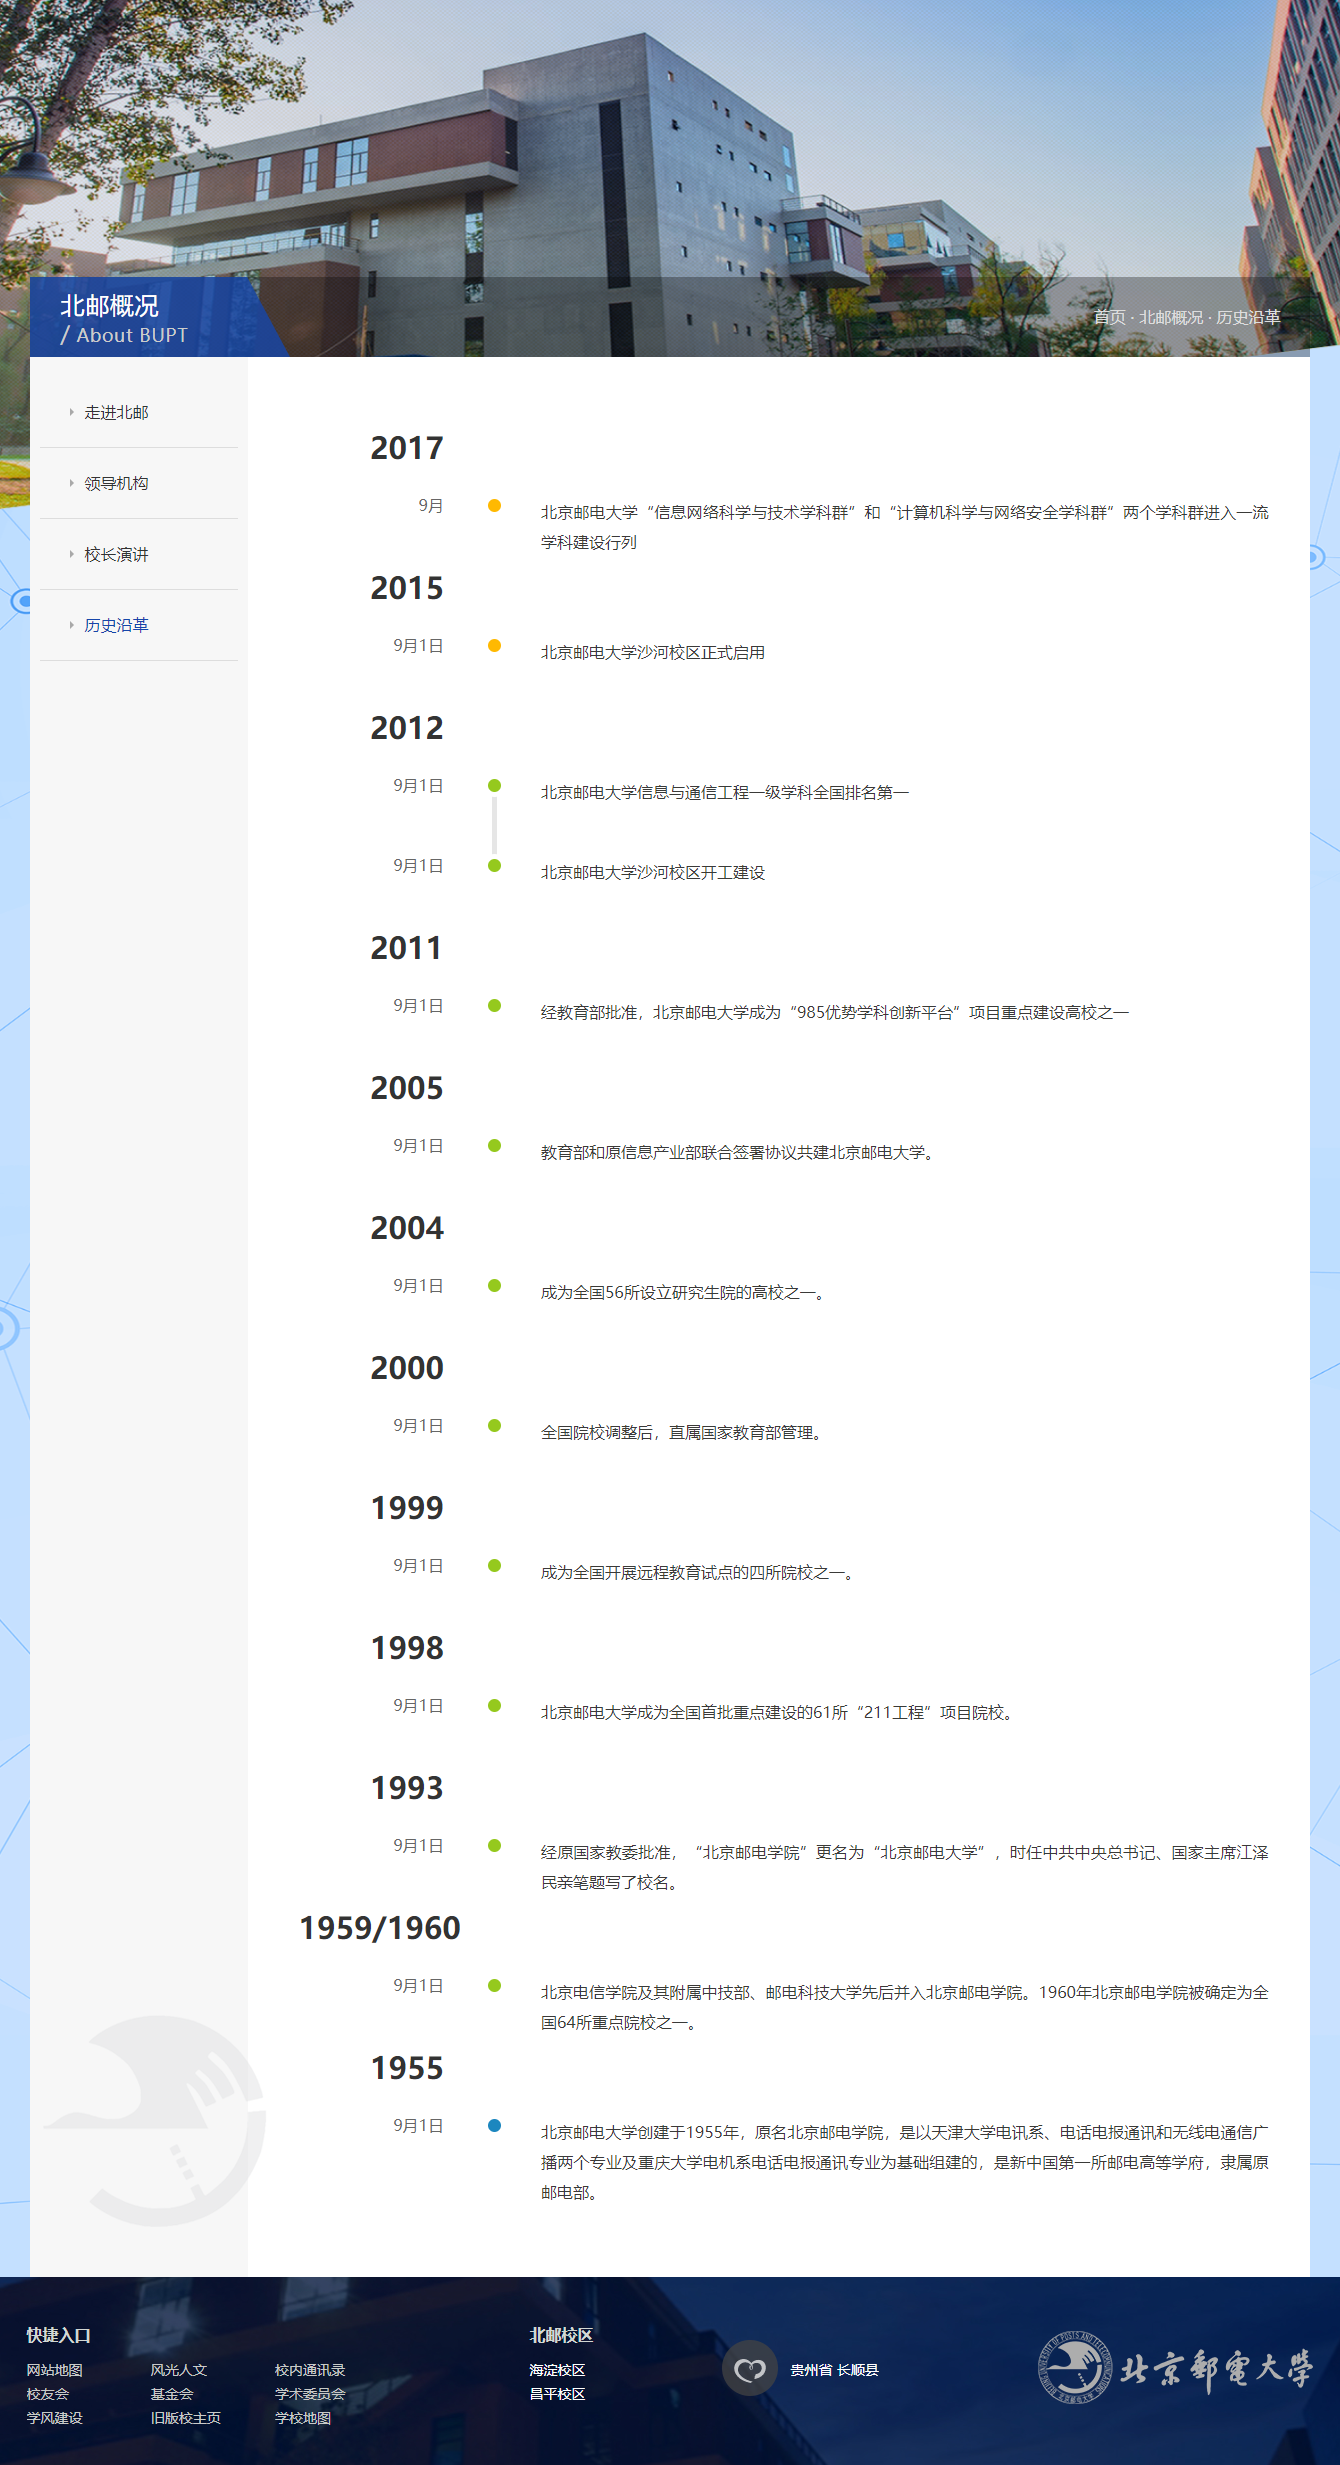 北邮概况
/ About BUPT
首页 · 北邮概况 · 历史沿革
走进北邮
领导机构
校长演讲
历史沿革
2017
9月
北京邮电大学“信息网络科学与技术学科群”和“计算机科学与网络安全学科群”两个学科群进入一流
学科建设行列
2015
9月1日
北京邮电大学沙河校区正式启用
2012
9月1日
北京邮电大学信息与通信工程一级学科全国排名第一
9月1日
北京邮电大学沙河校区开工建设
2011
9月1日
经教育部批准，北京邮电大学成为“985优势学科创新平台”项目重点建设高校之一
2005
9月1日
教育部和原信息产业部联合签署协议共建北京邮电大学。
2004
9月1日
成为全国56所设立研究生院的高校之一。
2000
9月1日
全国院校调整后，直属国家教育部管理。
1999
9月1日
成为全国开展远程教育试点的四所院校之一。
1998
9月1日
北京邮电大学成为全国首批重点建设的61所“211工程”项目院校。
1993
9月1日
经原国家教委批准，“北京邮电学院”更名为“北京邮电大学”，时任中共中央总书记、国家主席江泽
民亲笔题写了校名。
1959/1960
9月1日
北京电信学院及其附属中技部、邮电科技大学先后并入北京邮电学院。1960年北京邮电学院被确定为全
国64所重点院校之一。
1955
9月1日
北京邮电大学创建于1955年，原名北京邮电学院，是以天津大学电讯系、电话电报通讯和无线电通信广
播两个专业及重庆大学电机系电话电报通讯专业为基础组建的，是新中国第一所邮电高等学府，隶属原
邮电部。
快捷入口
网站地图 风光人文 校内通讯录
校友会 基金会 学术委员会
学风建设 旧版校主页 学校地图
北邮校区
海淀校区
昌平校区
贵州省 长顺县
北京郵電大學